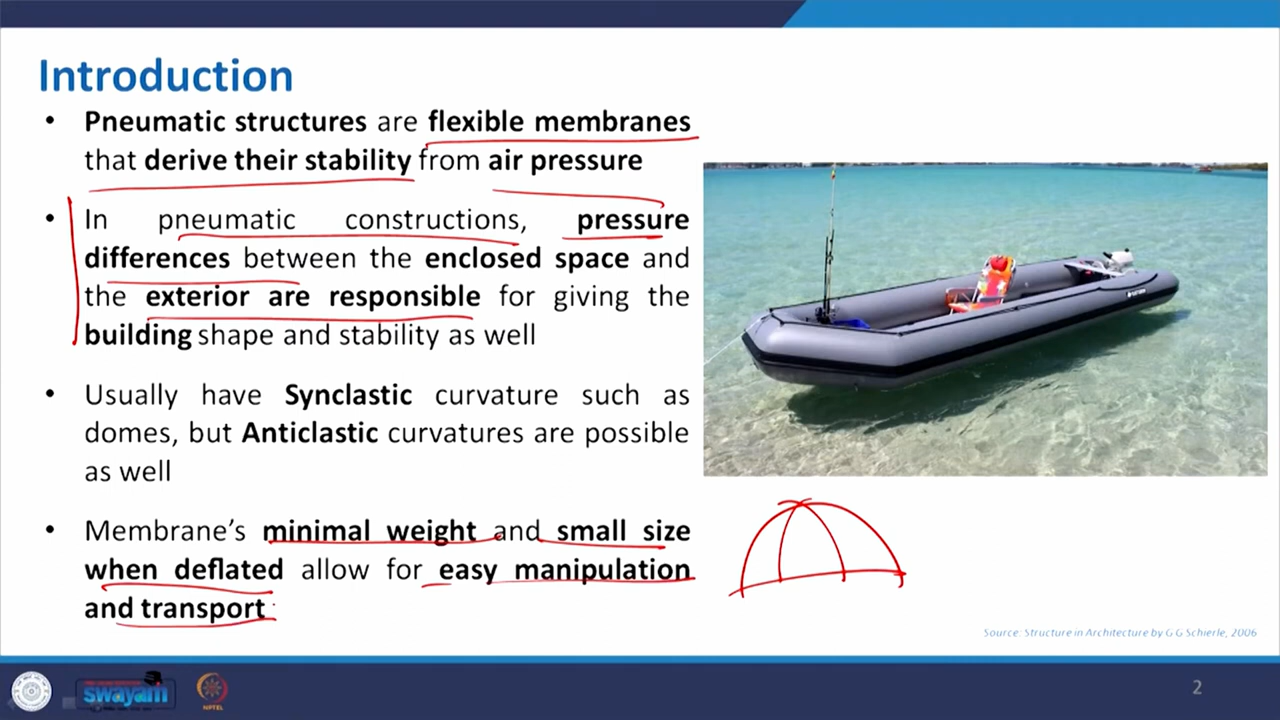 Introduction
• Pneumatic structures are flexible membranes
that derive their stability from air pressure
• In pneumatic constructions, pressure
differences between the enclosed space and
the exterior are responsible for giving the
building shape and stability as well
• Usually have Synclastic curvature such as
domes, but Anticlastic curvatures are possible
as well
• Membrane's minimal weight and small size
when deflated allow for easy manipulation
and transport
Source: Structure in Architecture by G G Schierle, 2006
swayam
NPTEL
2